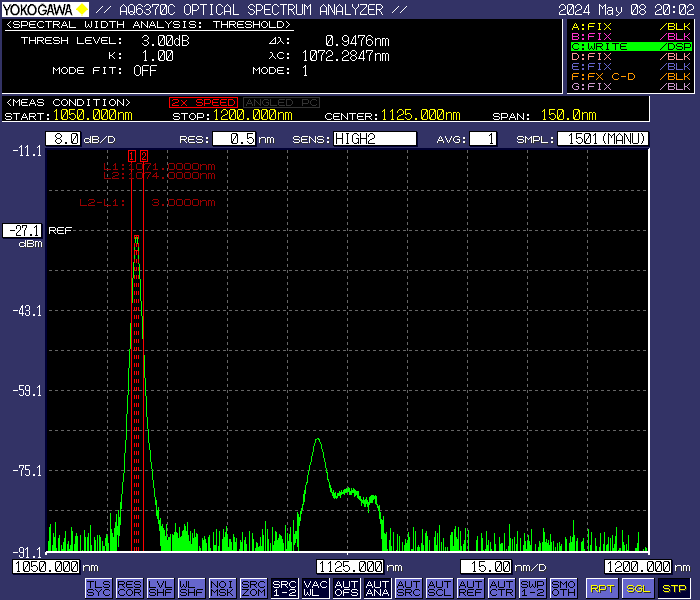 YOKOGAWA // AQ6370C OPTICAL SPECTRUM ANALYZER // 2024 May 08 20:02
<SPECTRAL WIDTH ANALYSIS: THRESHOLD>
THRESH LEVEL: 3.00dB Δλ: 0.9476nm
K: 1.00 λC: 1072.2847nm
MODE FIT: OFF MODE: 1
A:FIX /BLK
B:FIX /BLK
C:WRITE /DSP
D:FIX /BLK
E:FIX /BLK
F:FX C-D /BLK
G:FIX /BLK
<MEAS CONDITION> 2X SPEED ANGLED PC
START:1050.000nm STOP:1200.000nm CENTER:1125.000nm SPAN: 150.0nm
8.0 dB/D RES: 0.5 nm SENS: HIGH2 AVG: 1 SMPL: 1501(MANU)
-11.1
1 2
L1:1071.0000nm
L2:1074.0000nm
L2-L1: 3.0000nm
-27.1 REF
dBm
-43.1
-59.1
-75.1
-91.1
1050.000 nm 1125.000 nm 15.00 nm/D 1200.000 nm
TLS SYC RES COR LVL SHF WL SHF NOI MSK SRC ZOM SRC 1-2 VAC WL AUT OFS AUT ANA AUT SRC AUT SCL AUT REF AUT CTR SWP 1-2 SMO OTH RPT SGL STP